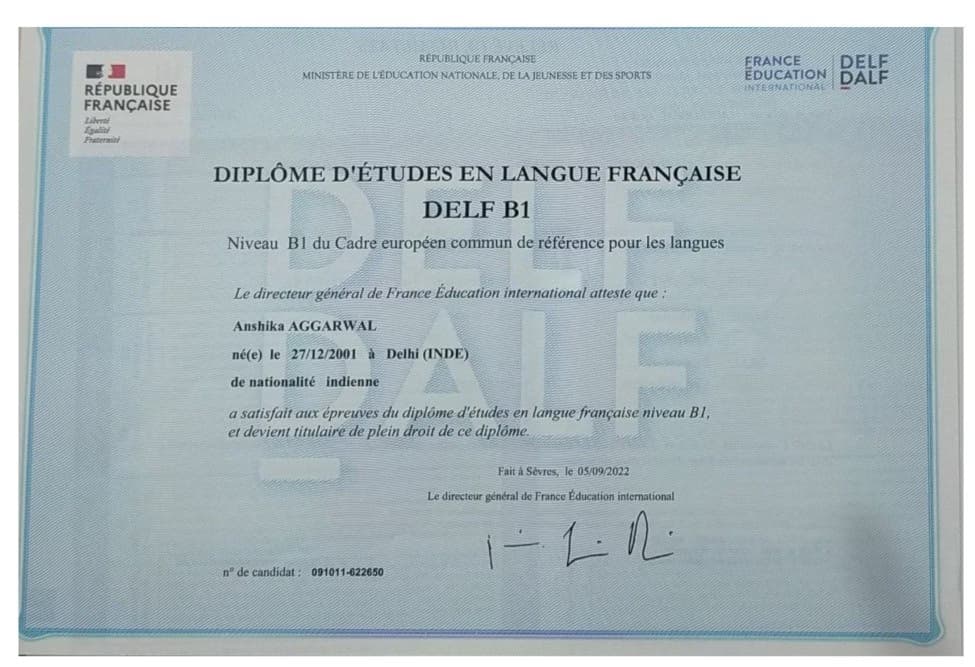 RÉPUBLIQUE FRANÇAISE
MINISTÈRE DE L'ÉDUCATION NATIONALE, DE LA JEUNESSE ET DES SPORTS
RÉPUBLIQUE
FRANÇAISE
Liberté
Égalité
Fraternité
FRANCE
ÉDUCATION
INTERNATIONAL
DELF
DALF
DIPLÔME D'ÉTUDES EN LANGUE FRANÇAISE
DELF B1
Niveau B1 du Cadre européen commun de référence pour les langues
Le directeur général de France Éducation international atteste que :
Anshika AGGARWAL
né(e) le 27/12/2001 à Delhi (INDE)
de nationalité indienne
a satisfait aux épreuves du diplôme d'études en langue française niveau B1,
et devient titulaire de plein droit de ce diplôme.
Fait à Sèvres, le 05/09/2022
Le directeur général de France Éducation international
n° de candidat : 091011-622650
DELF
DALF